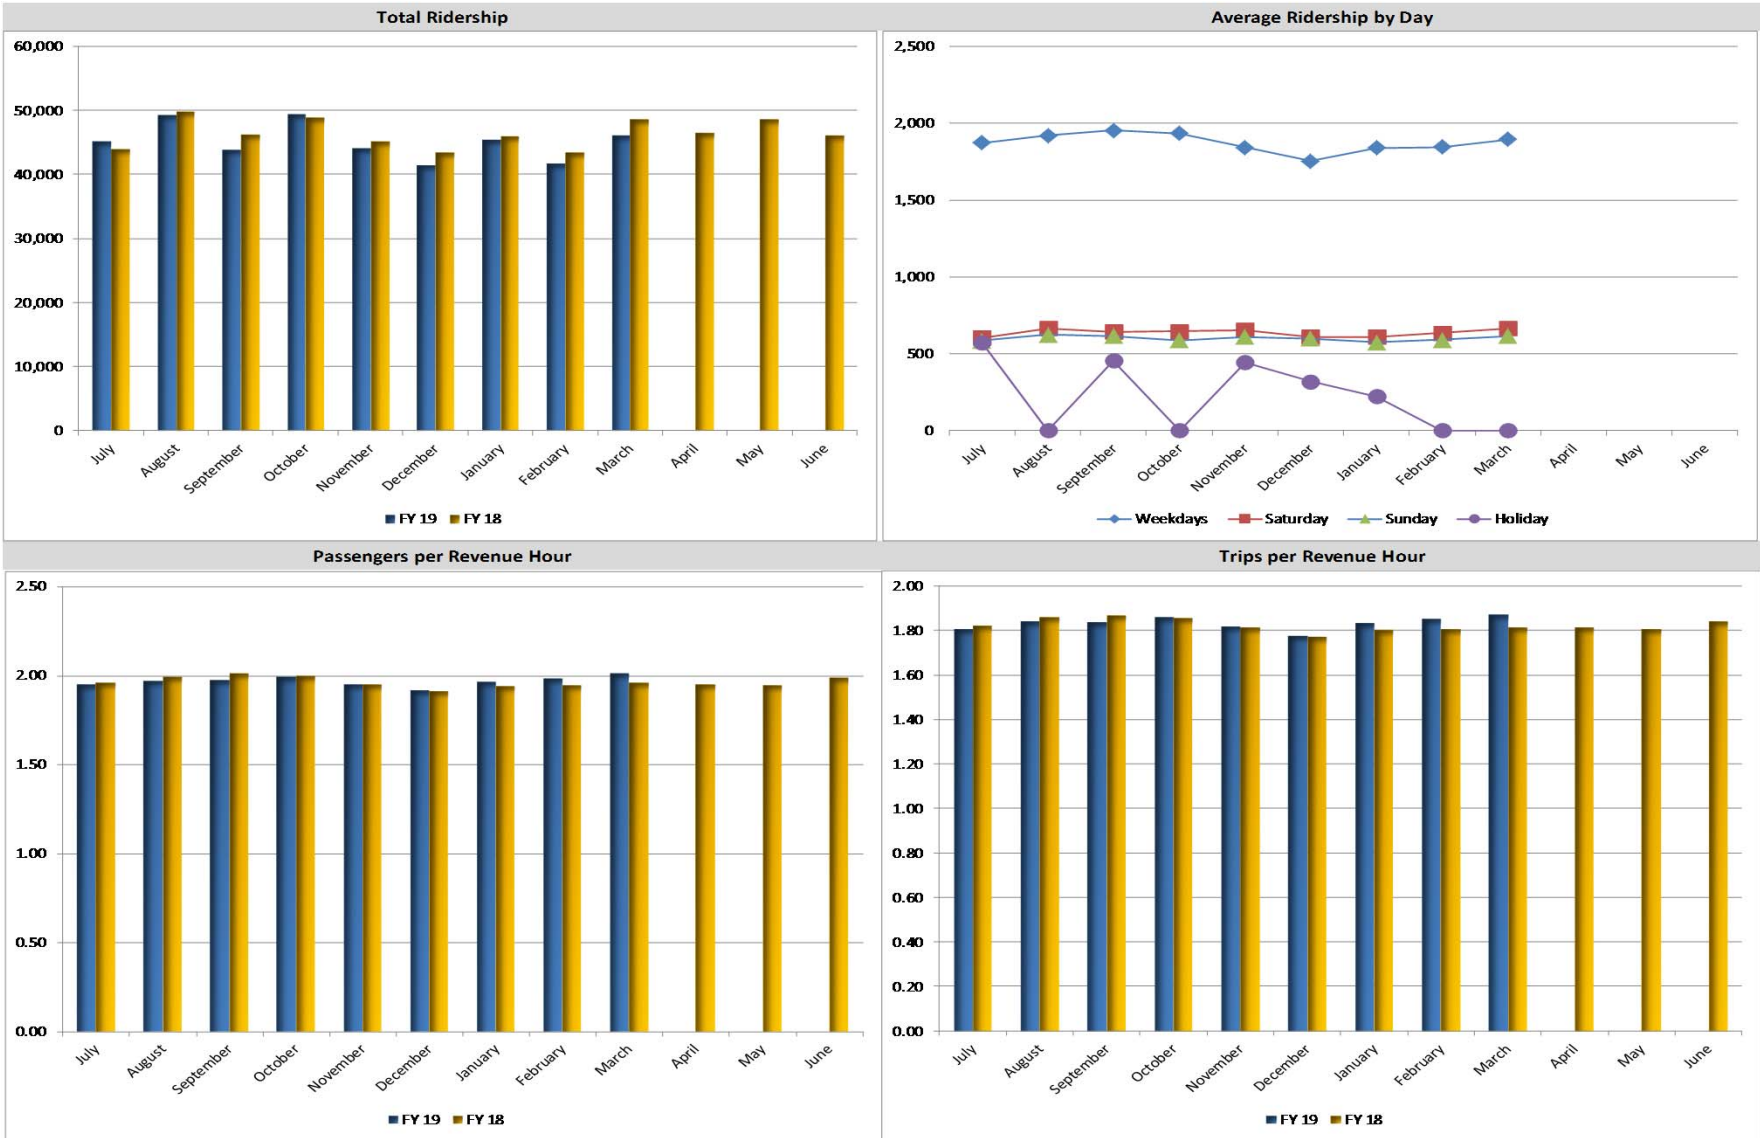 Total Ridership
60,000
50,000
40,000
30,000
20,000
10,000
0
July August September October November December January February March April May June
FY 19 FY 18
Average Ridership by Day
2,500
2,000
1,500
1,000
500
0
July August September October November December January February March April May June
Weekdays Saturday Sunday Holiday
Passengers per Revenue Hour
2.50
2.00
1.50
1.00
0.50
0.00
July August September October November December January February March April May June
FY 19 FY 18
Trips per Revenue Hour
2.00
1.80
1.60
1.40
1.20
1.00
0.80
0.60
0.40
0.20
0.00
July August September October November December January February March April May June
FY 19 FY 18